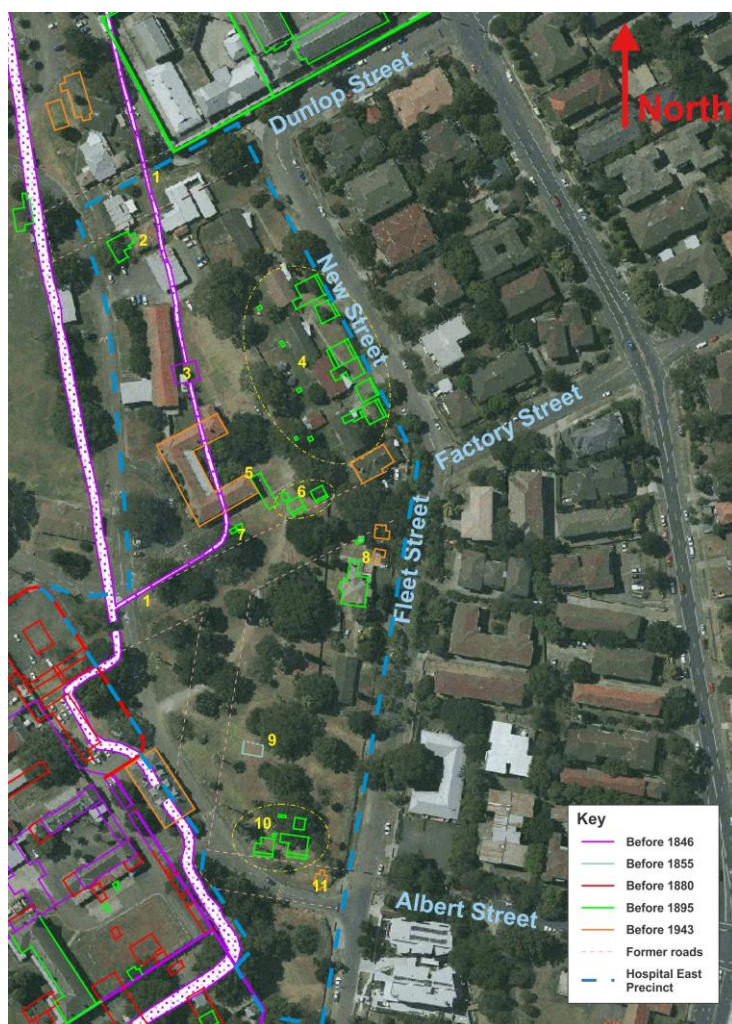 North
Dunlop Street
1
2
New Street
4
3
Factory Street
5
6
7
8
Fleet Street
1
9
10
11
Albert Street
Key
Before 1846
Before 1855
Before 1880
Before 1895
Before 1943
Former roads
Hospital East
Precinct